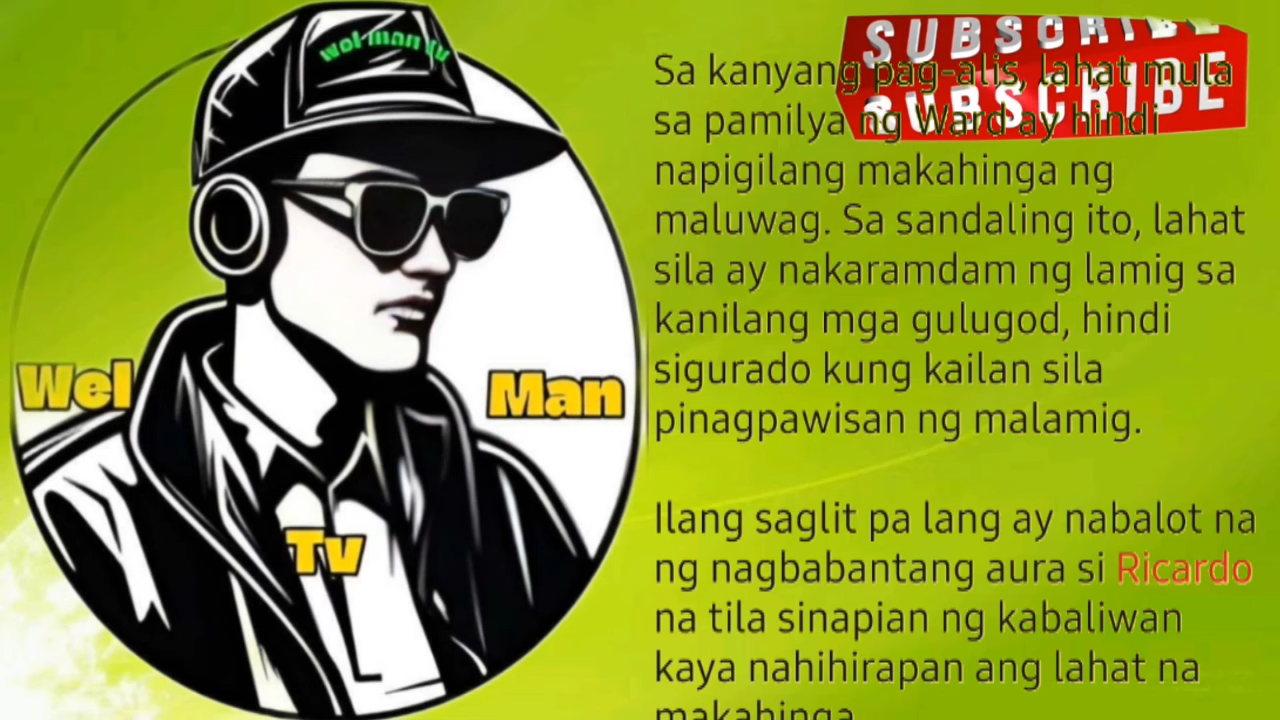 wel man tv
Wel
Man
Tv
SUBSCRIBE
SUBSCRIBE
Sa kanyang pag-alis, lahat mula
sa pamilya ng Ward ay hindi
napigilang makahinga ng
maluwag. Sa sandaling ito, lahat
sila ay nakaramdam ng lamig sa
kanilang mga gulugod, hindi
sigurado kung kailan sila
pinagpawisan ng malamig.
Ilang saglit pa lang ay nabalot na
ng nagbabantang aura si Ricardo
na tila sinapian ng kabaliwan
kaya nahihirapan ang lahat na
makahinga